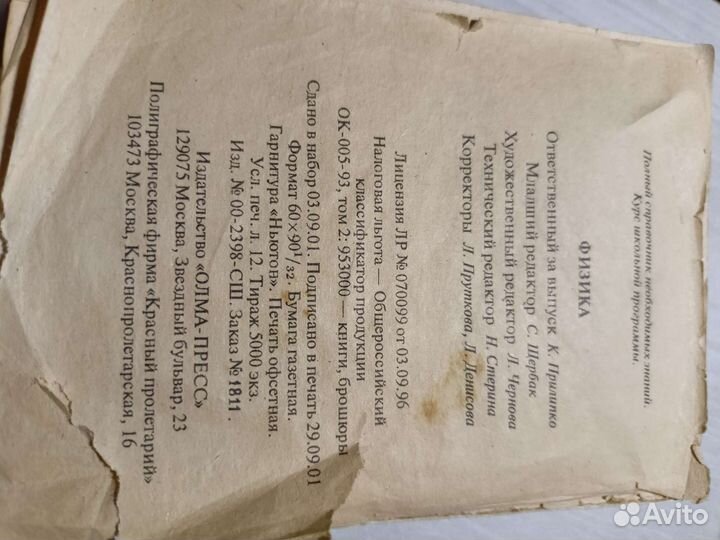 Полный справочник необходимых знаний.
Курс школьной программы.
ФИЗИКА
Ответственный за выпуск К. Прилипко
Младший редактор С. Щербак
Художественный редактор Л. Чернова
Технический редактор Н. Стерина
Корректоры Л. Пруткова, Л. Денисова
Лицензия ЛР № 070099 от 03.09.96
Налоговая льгота — Общероссийский
классификатор продукции
ОК-005-93, том 2: 953000 — книги, брошюры
Сдано в набор 03.09.01. Подписано в печать 29.09.01
Формат 60×90¹/₃₂. Бумага газетная.
Гарнитура «Ньютон». Печать офсетная.
Усл. печ. л. 12. Тираж 5000 экз.
Изд. № 00-2398-СШ. Заказ № 1811.
Издательство «ОЛМА-ПРЕСС»
129075 Москва, Звездный бульвар, 23
Полиграфическая фирма «Красный пролетарий»
103473 Москва, Краснопролетарская, 16
Avito